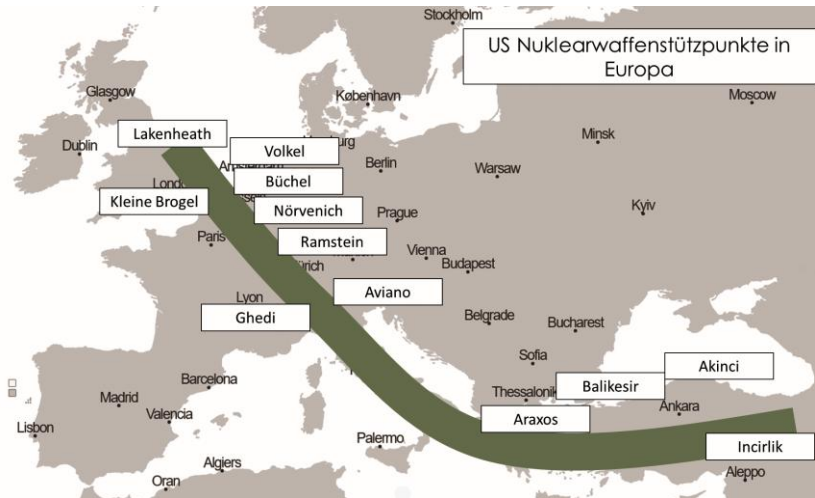 Stockholm
US Nuklearwaffenstützpunkte in
Europa
Glasgow
København
Moscow
Dublin
Lakenheath
Minsk
Volkel
Berlin
Warsaw
Büchel
Kleine Brogel
Nörvenich
Kyiv
Prague
Paris
Ramstein
Vienna
Budapest
Lyon
Aviano
Ghedi
Belgrade
Bucharest
Sofia
Akinci
Barcelona
Balikesir
Madrid
Thessalonik
Ankara
Valencia
Araxos
Lisbon
Palermo
Incirlik
Algiers
Aleppo
Oran